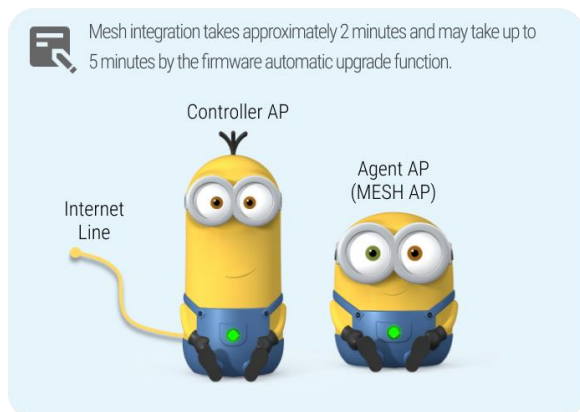 Mesh integration takes approximately 2 minutes and may take up to
5 minutes by the firmware automatic upgrade function.
Controller AP
Agent AP
(MESH AP)
Internet
Line